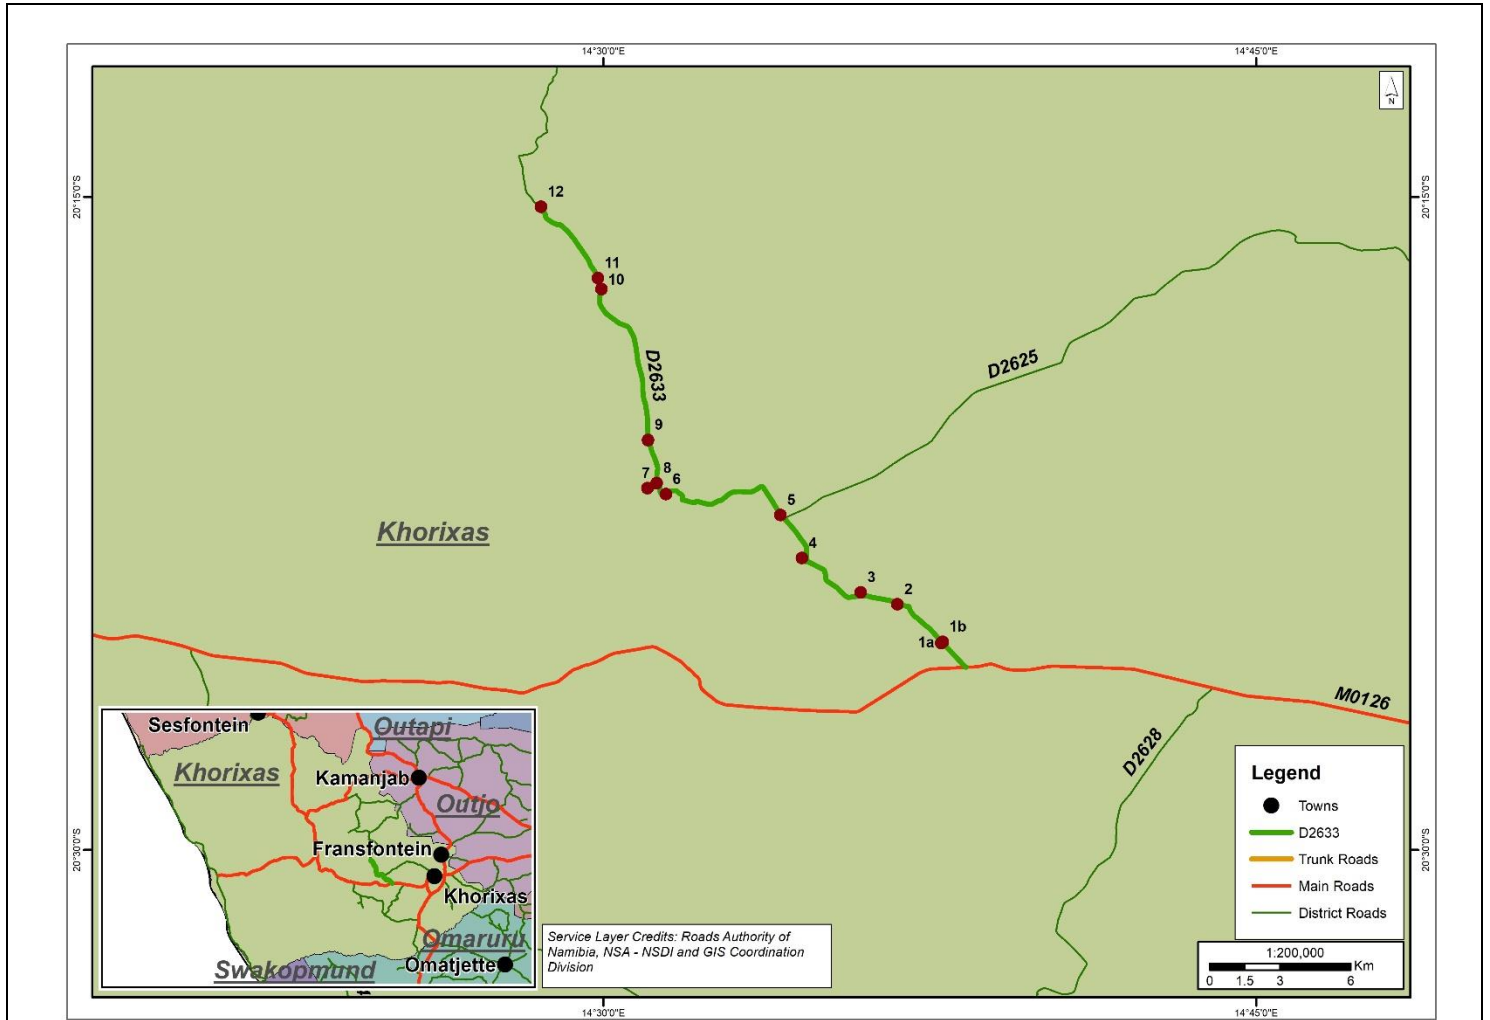 14°30'0"E
14°45'0"E
N
20°15'0"S
20°15'0"S
12
11
10
D2633
D2625
9
8
7
6
5
Khorixas
4
3
2
1b
1a
M0126
D2628
Sesfontein
Outapi
Khorixas
Kamanjab
Outjo
Fransfontein
Khorixas
Omaruru
Omatjette
Swakopmund
Service Layer Credits: Roads Authority of
Namibia, NSA - NSDI and GIS Coordination
Division
Legend
Towns
D2633
Trunk Roads
Main Roads
District Roads
1:200,000
Km
0 1.5 3 6
20°30'0"S
20°30'0"S
14°30'0"E
14°45'0"E